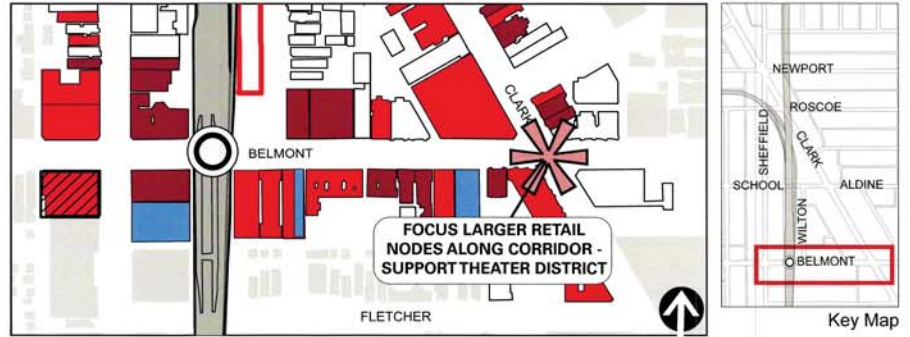 CLARK
BELMONT
FOCUS LARGER RETAIL
NODES ALONG CORRIDOR -
SUPPORT THEATER DISTRICT
FLETCHER
NEWPORT
ROSCOE
SHEFFIELD
CLARK
SCHOOL
ALDINE
WILTON
BELMONT
Key Map